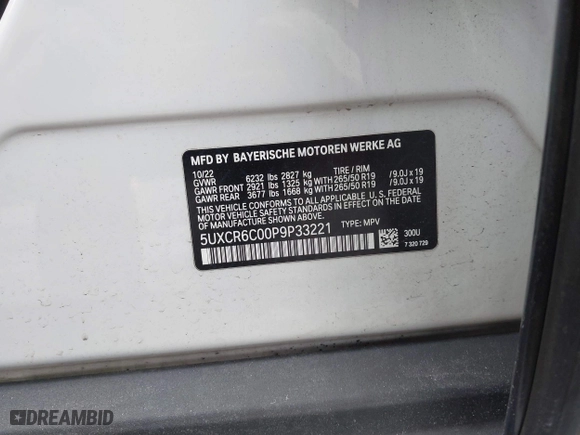 MFD BY BAYERISCHE MOTOREN WERKE AG
10/22 TIRE / RIM
GVWR 6232 lbs 2827 kg
GAWR FRONT 2921 lbs 1325 kg WITH 265/50 R19 / 9.0J x 19
GAWR REAR 3677 lbs 1668 kg WITH 265/50 R19 / 9.0J x 19
THIS VEHICLE CONFORMS TO ALL APPLICABLE U. S. FEDERAL
MOTOR VEHICLE SAFETY STANDARDS IN EFFECT ON THE DATE
OF MANUFACTURE SHOWN ABOVE.
5UXCR6C00P9P33221 TYPE: MPV
300U
7 320 729
DREAMBID